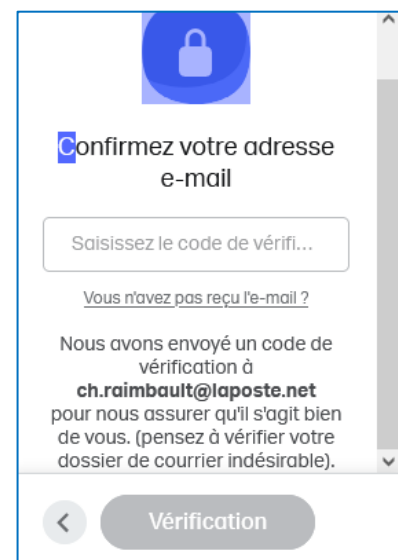 Confirmez votre adresse
e-mail
Saisissez le code de vérifi...
Vous n'avez pas reçu l'e-mail ?
Nous avons envoyé un code de
vérification à
ch.raimbault@laposte.net
pour nous assurer qu'il s'agit bien
de vous. (pensez à vérifier votre
dossier de courrier indésirable).
Vérification